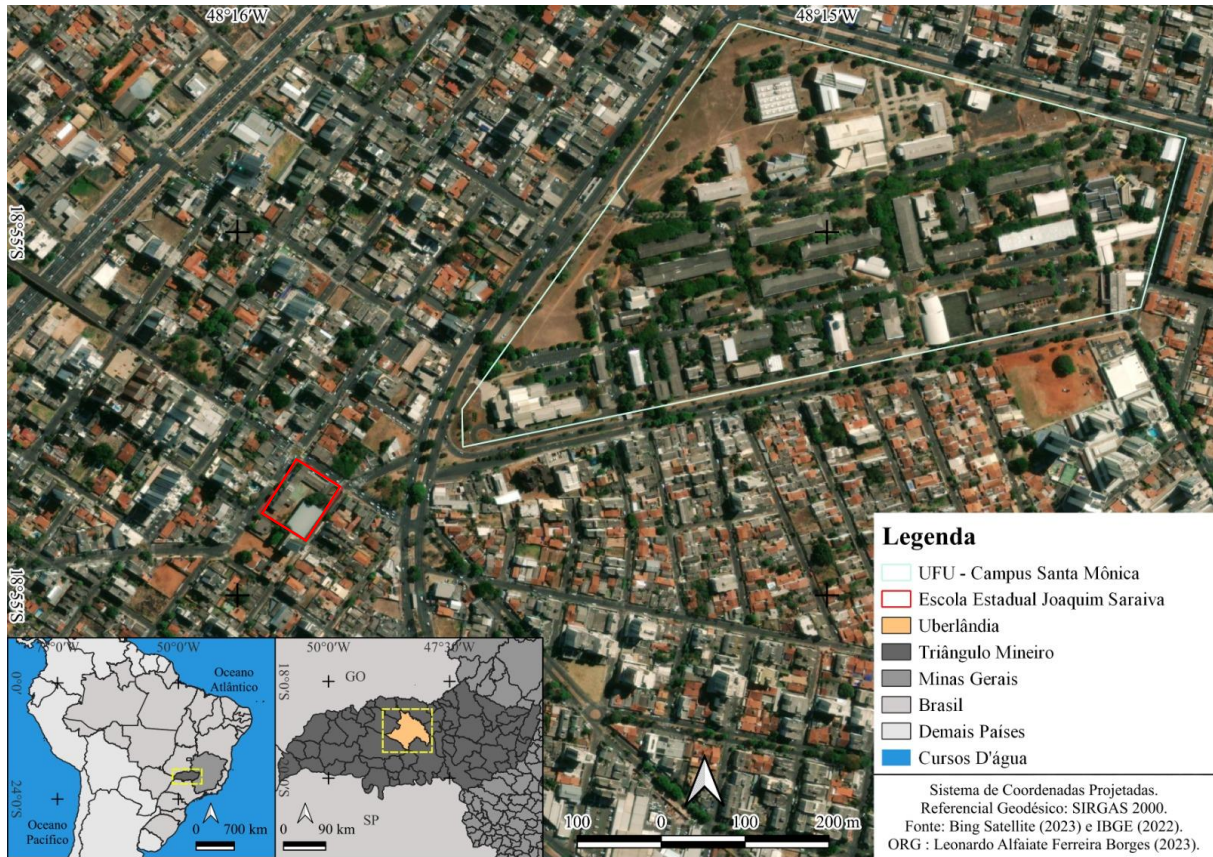 48°16'W
48°15'W
18°55'S
18°55'S
Legenda
UFU - Campus Santa Mônica
Escola Estadual Joaquim Saraiva
Uberlândia
Triângulo Mineiro
Minas Gerais
Brasil
Demais Países
Cursos D'água
50°0'W
Oceano
Atlântico
0°0'
24°0'S
Oceano
Pacífico
0 700 km
50°0'W
47°30'W
18°0'S
GO
SP
0 90 km
100 0 100 200 m
Sistema de Coordenadas Projetadas.
Referencial Geodésico: SIRGAS 2000.
Fonte: Bing Satellite (2023) e IBGE (2022).
ORG : Leonardo Alfaiate Ferreira Borges (2023).